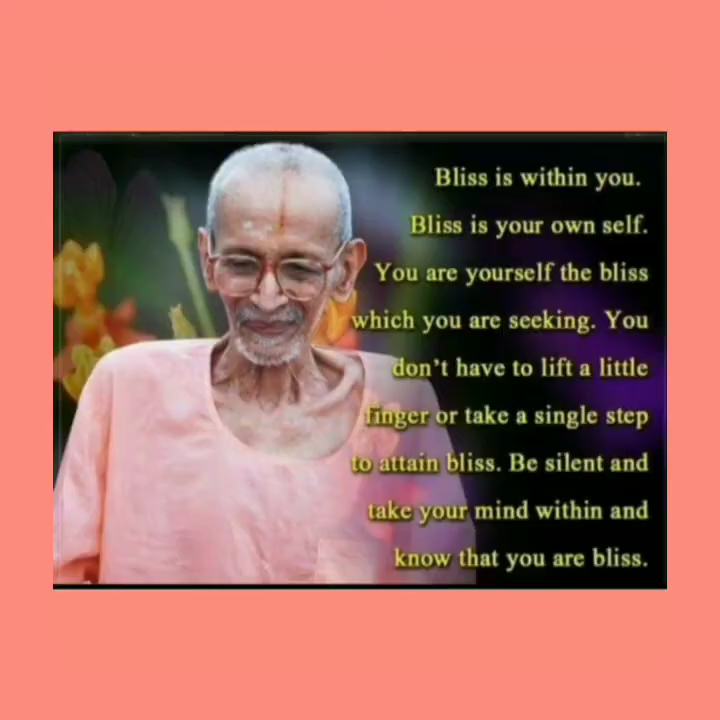 Bliss is within you.
Bliss is your own self.
You are yourself the bliss
which you are seeking. You
don't have to lift a little
finger or take a single step
to attain bliss. Be silent and
take your mind within and
know that you are bliss.